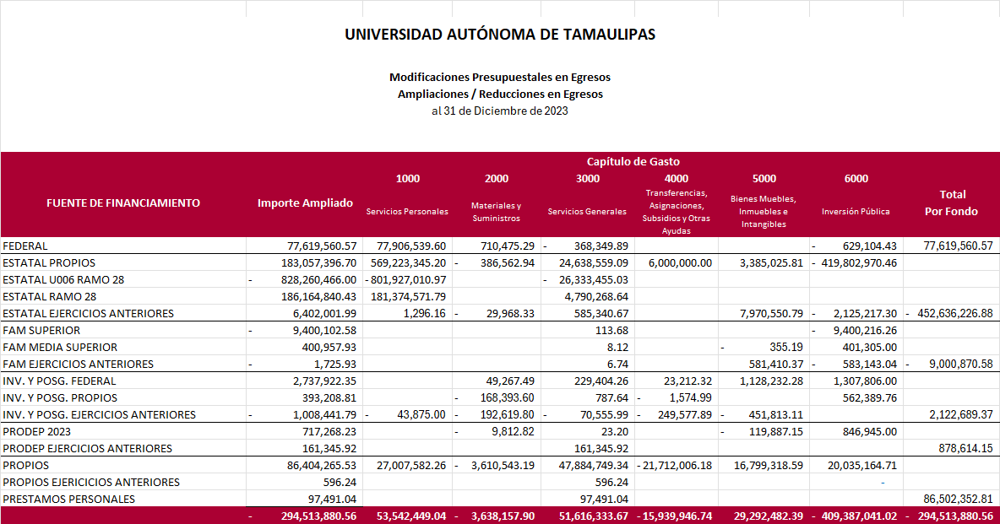 UNIVERSIDAD AUTÓNOMA DE TAMAULIPAS
Modificaciones Presupuestales en Egresos
Ampliaciones / Reducciones en Egresos
al 31 de Diciembre de 2023
Capítulo de Gasto
FUENTE DE FINANCIAMIENTO Importe Ampliado 1000 Servicios Personales 2000 Materiales y Suministros 3000 Servicios Generales 4000 Transferencias, Asignaciones, Subsidios y Otras Ayudas 5000 Bienes Muebles, Inmuebles e Intangibles 6000 Inversión Pública Total Por Fondo
FEDERAL 77,619,560.57 77,906,539.60 710,475.29 - 368,349.89 - 629,104.43 77,619,560.57
ESTATAL PROPIOS 183,057,396.70 569,223,345.20 - 386,562.94 24,638,559.09 6,000,000.00 3,385,025.81 - 419,802,970.46
ESTATAL U006 RAMO 28 - 828,260,466.00 - 801,927,010.97 - 26,333,455.03
ESTATAL RAMO 28 186,164,840.43 181,374,571.79 4,790,268.64
ESTATAL EJERCICIOS ANTERIORES 6,402,001.99 1,296.16 - 29,968.33 585,340.67 7,970,550.79 - 2,125,217.30 - 452,636,226.88
FAM SUPERIOR - 9,400,102.58 113.68 - 9,400,216.26
FAM MEDIA SUPERIOR 400,957.93 8.12 - 355.19 401,305.00
FAM EJERCICIOS ANTERIORES - 1,725.93 6.74 581,410.37 - 583,143.04 - 9,000,870.58
INV. Y POSG. FEDERAL 2,737,922.35 49,267.49 229,404.26 23,212.32 1,128,232.28 1,307,806.00
INV. Y POSG. PROPIOS 393,208.81 - 168,393.60 787.64 - 1,574.99 562,389.76
INV. Y POSG. EJERCICIOS ANTERIORES - 1,008,441.79 - 43,875.00 - 192,619.80 - 70,555.99 - 249,577.89 - 451,813.11 2,122,689.37
PRODEP 2023 717,268.23 - 9,812.82 23.20 - 119,887.15 846,945.00
PRODEP EJERCICIOS ANTERIORES 161,345.92 161,345.92 878,614.15
PROPIOS 86,404,265.53 27,007,582.26 - 3,610,543.19 47,884,749.34 - 21,712,006.18 16,799,318.59 20,035,164.71
PROPIOS EJERICICIOS ANTERIORES 596.24 596.24 -
PRESTAMOS PERSONALES 97,491.04 97,491.04 86,502,352.81
- 294,513,880.56 53,542,449.04 - 3,638,157.90 51,616,333.67 - 15,939,946.74 29,292,482.39 - 409,387,041.02 - 294,513,880.56